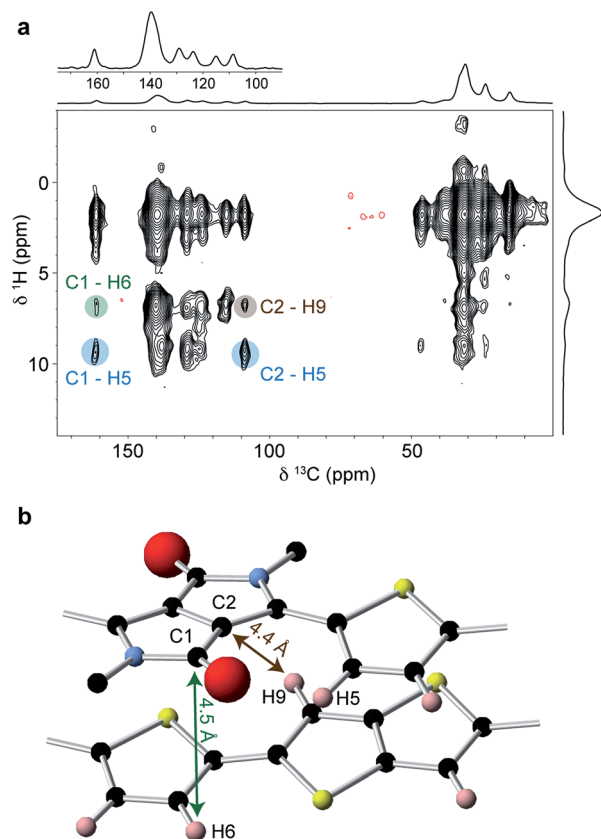 a
160 140 120 100
0
5
10
δ ¹H (ppm)
C1 - H6
C2 - H9
C1 - H5
C2 - H5
150 100 50
δ ¹³C (ppm)
b
C2
C1
4.4 Å
H9
H5
4.5 Å
H6